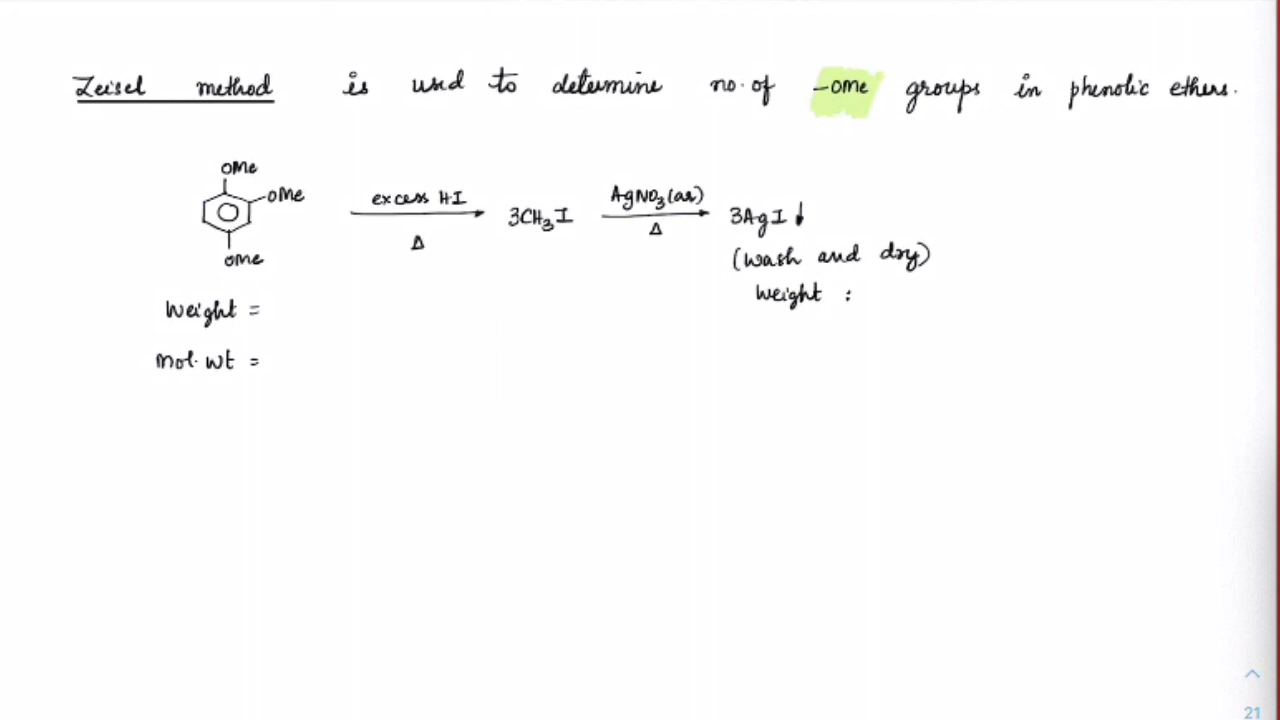 Zeisel method is used to determine no. of -OMe groups in phenolic ethers.
OMe
OMe
OMe
excess HI
Δ
3CH₃I
AgNO₃(aq)
Δ
3AgI↓
(wash and dry)
Weight :
Weight =
Mol. wt =
21